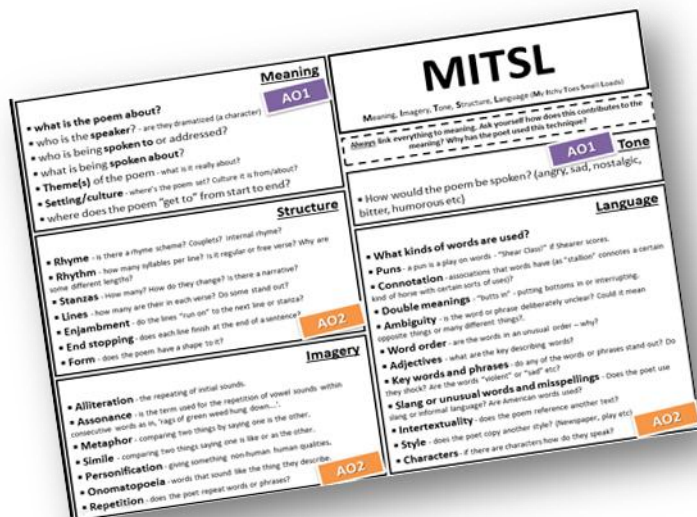 Meaning
AO1
▪ what is the poem about?
▪ who is the speaker? - are they dramatized (a character)
▪ who is being spoken to or addressed?
▪ what is being spoken about?
▪ Theme(s) of the poem - what is it really about?
▪ Setting/culture - where's the poem set? Culture it is from/about?
▪ where does the poem "get to" from start to end?
Structure
▪ Rhyme - is there a rhyme scheme? Couplets? Internal rhyme?
▪ Rhythm - how many syllables per line? Is it regular or free verse? Why are
some different lengths?
▪ Stanzas - How many? How do they change? Is there a narrative?
▪ Lines - how many are their in each verse? Do some stand out?
▪ Enjambment - do the lines "run on" to the next line or stanza?
▪ End stopping - does each line finish at the end of a sentence?
▪ Form - does the poem have a shape to it?
AO2
Imagery
▪ Alliteration - the repeating of initial sounds.
▪ Assonance - is the term used for the repetition of vowel sounds within
consecutive words as in, 'rags of green weed hung down...'.
▪ Metaphor - comparing two things by saying one is the other.
▪ Simile - comparing two things saying one is like or as the other.
▪ Personification - giving something non-human human qualities.
▪ Onomatopoeia - words that sound like the thing they describe.
▪ Repetition - does the poet repeat words or phrases?
AO2
MITSL
Meaning, Imagery, Tone, Structure, Language (My Itchy Toes Smell Loads)
Always link everything to meaning. Ask yourself how does this contributes to the
meaning? Why has the poet used this technique?
AO1
Tone
▪ How would the poem be spoken? (angry, sad, nostalgic,
bitter, humorous etc)
Language
▪ What kinds of words are used?
▪ Puns - a pun is a play on words - "Shear Class!" if Shearer scores.
▪ Connotation - associations that words have (as "stallion" connotes a certain
kind of horse with certain sorts of uses)?
▪ Double meanings - "butts in" - putting bottoms in or interrupting.
▪ Ambiguity - is the word or phrase deliberately unclear? Could it mean
opposite things or many different things?.
▪ Word order - are the words in an unusual order – why?
▪ Adjectives - what are the key describing words?
▪ Key words and phrases - do any of the words or phrases stand out? Do
they shock? Are the words "violent" or "sad" etc?
▪ Slang or unusual words and misspellings - Does the poet use
slang or informal language? Are American words used?
▪ Intertextuality - does the poem reference another text?
▪ Style - does the poet copy another style? (Newspaper, play etc)
▪ Characters - if there are characters how do they speak?
AO2